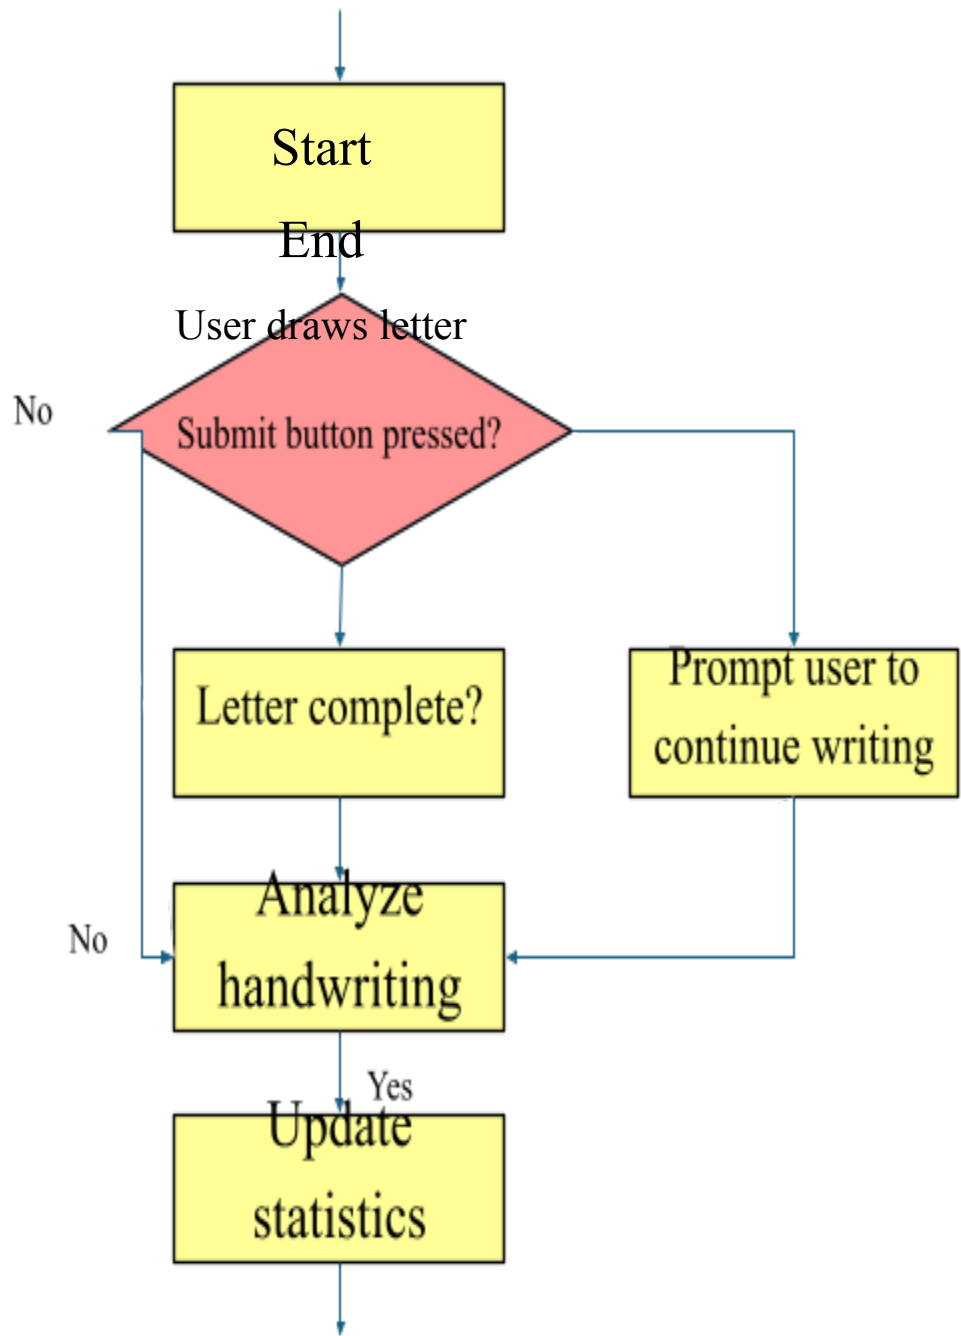 Start
End
User draws letter
No
Submit button pressed?
Letter complete?
Prompt user to
continue writing
Analyze
handwriting
No
Yes
Update
statistics